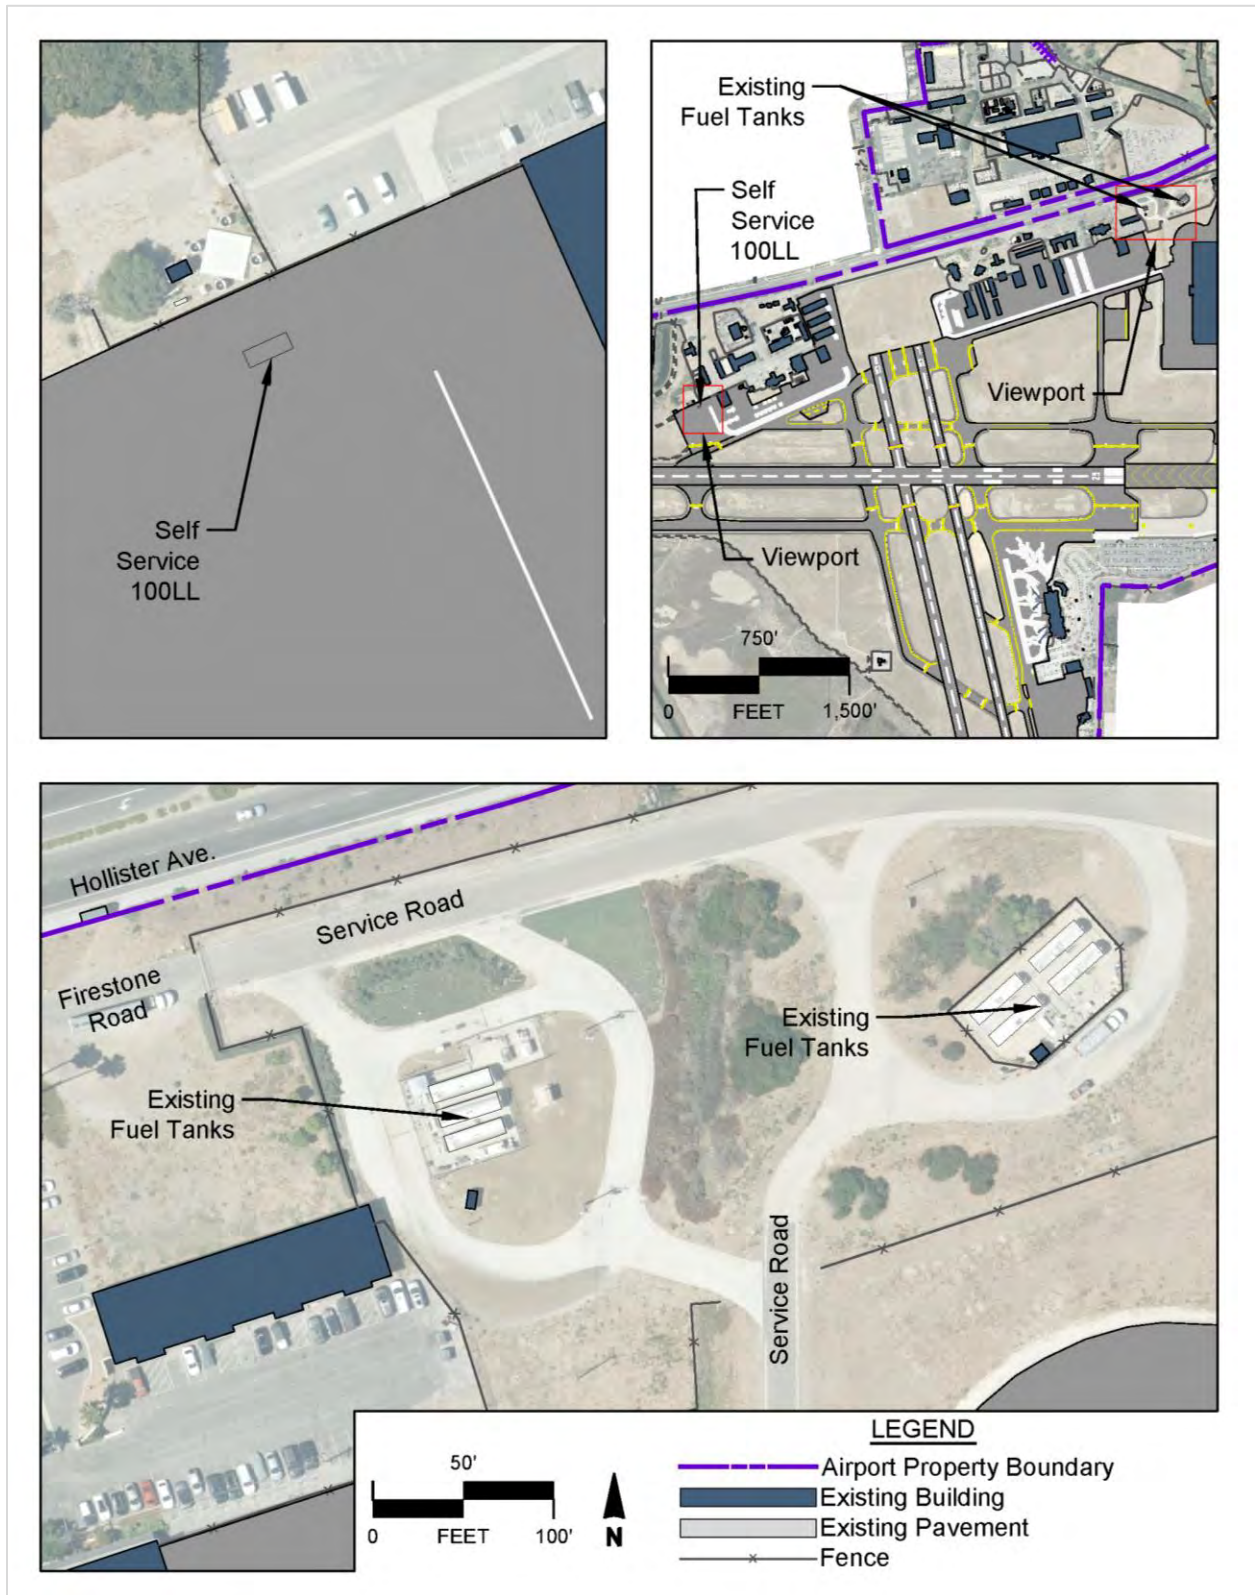 Self
Service
100LL
Existing
Fuel Tanks
Self
Service
100LL
Viewport
Viewport
750'
0
FEET
1,500'
Hollister Ave.
Service Road
Firestone
Road
Existing
Fuel Tanks
Existing
Fuel Tanks
Service Road
50'
0
FEET
100'
N
LEGEND
Airport Property Boundary
Existing Building
Existing Pavement
Fence